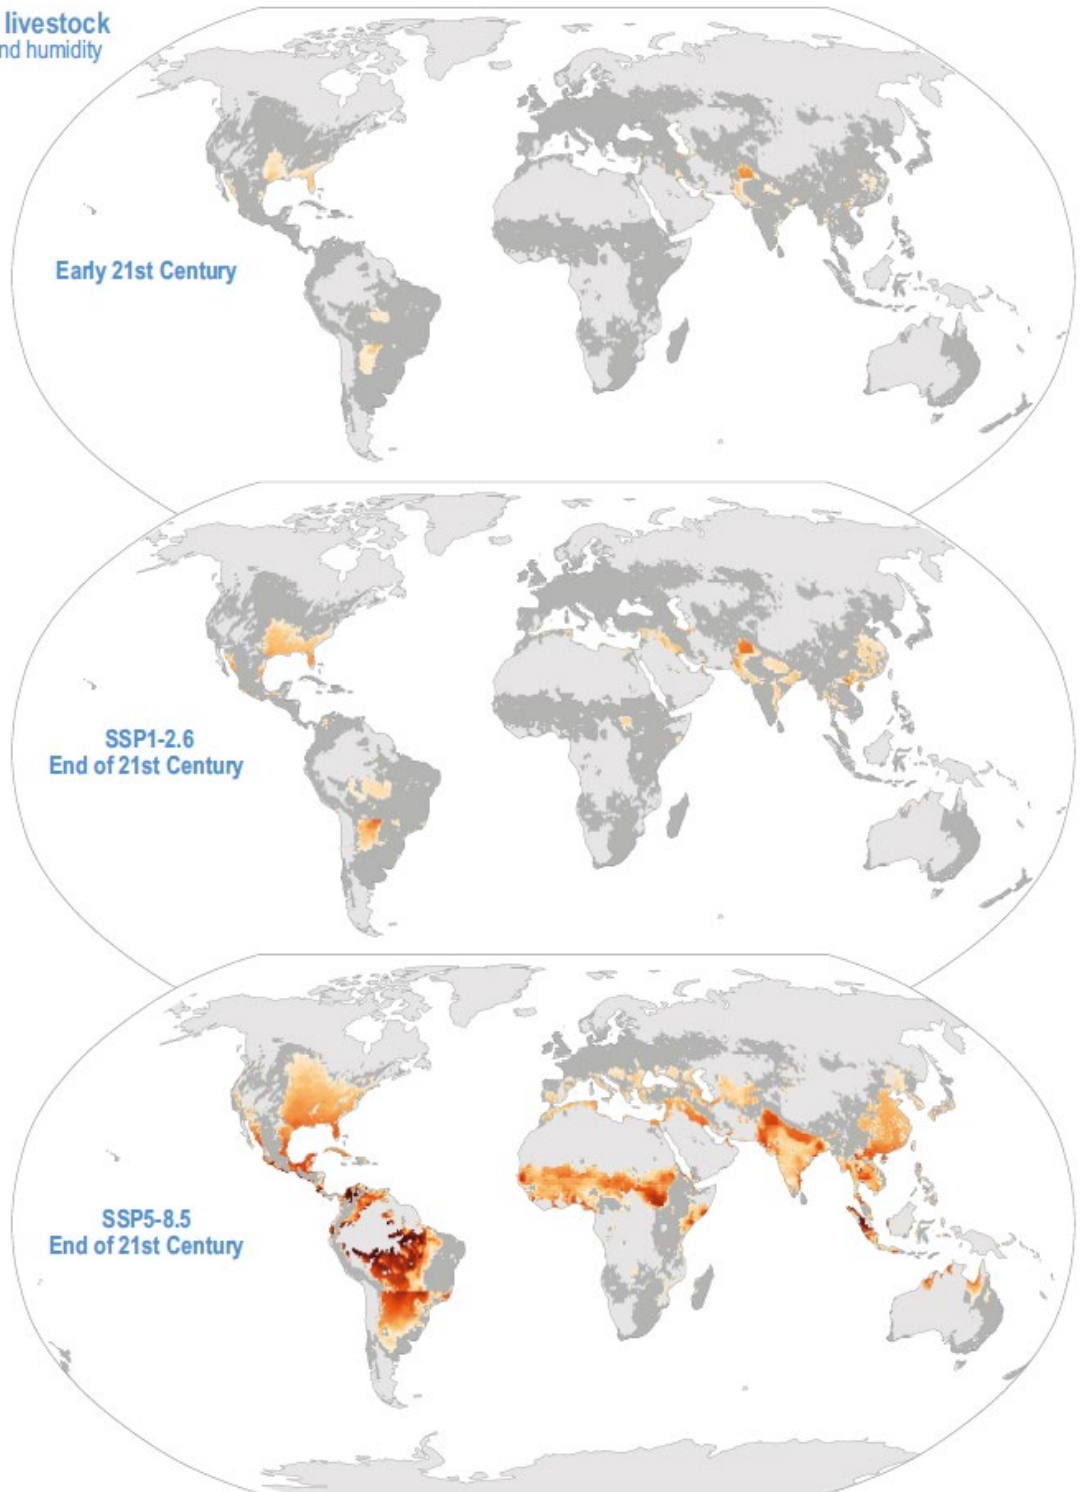 livestock
nd humidity
Early 21st Century
SSP1-2.6
End of 21st Century
SSP5-8.5
End of 21st Century